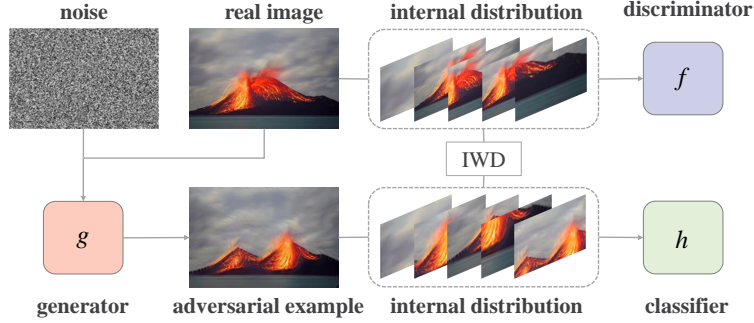 noise real image internal distribution discriminator
f
IWD
g
h
generator adversarial example internal distribution classifier